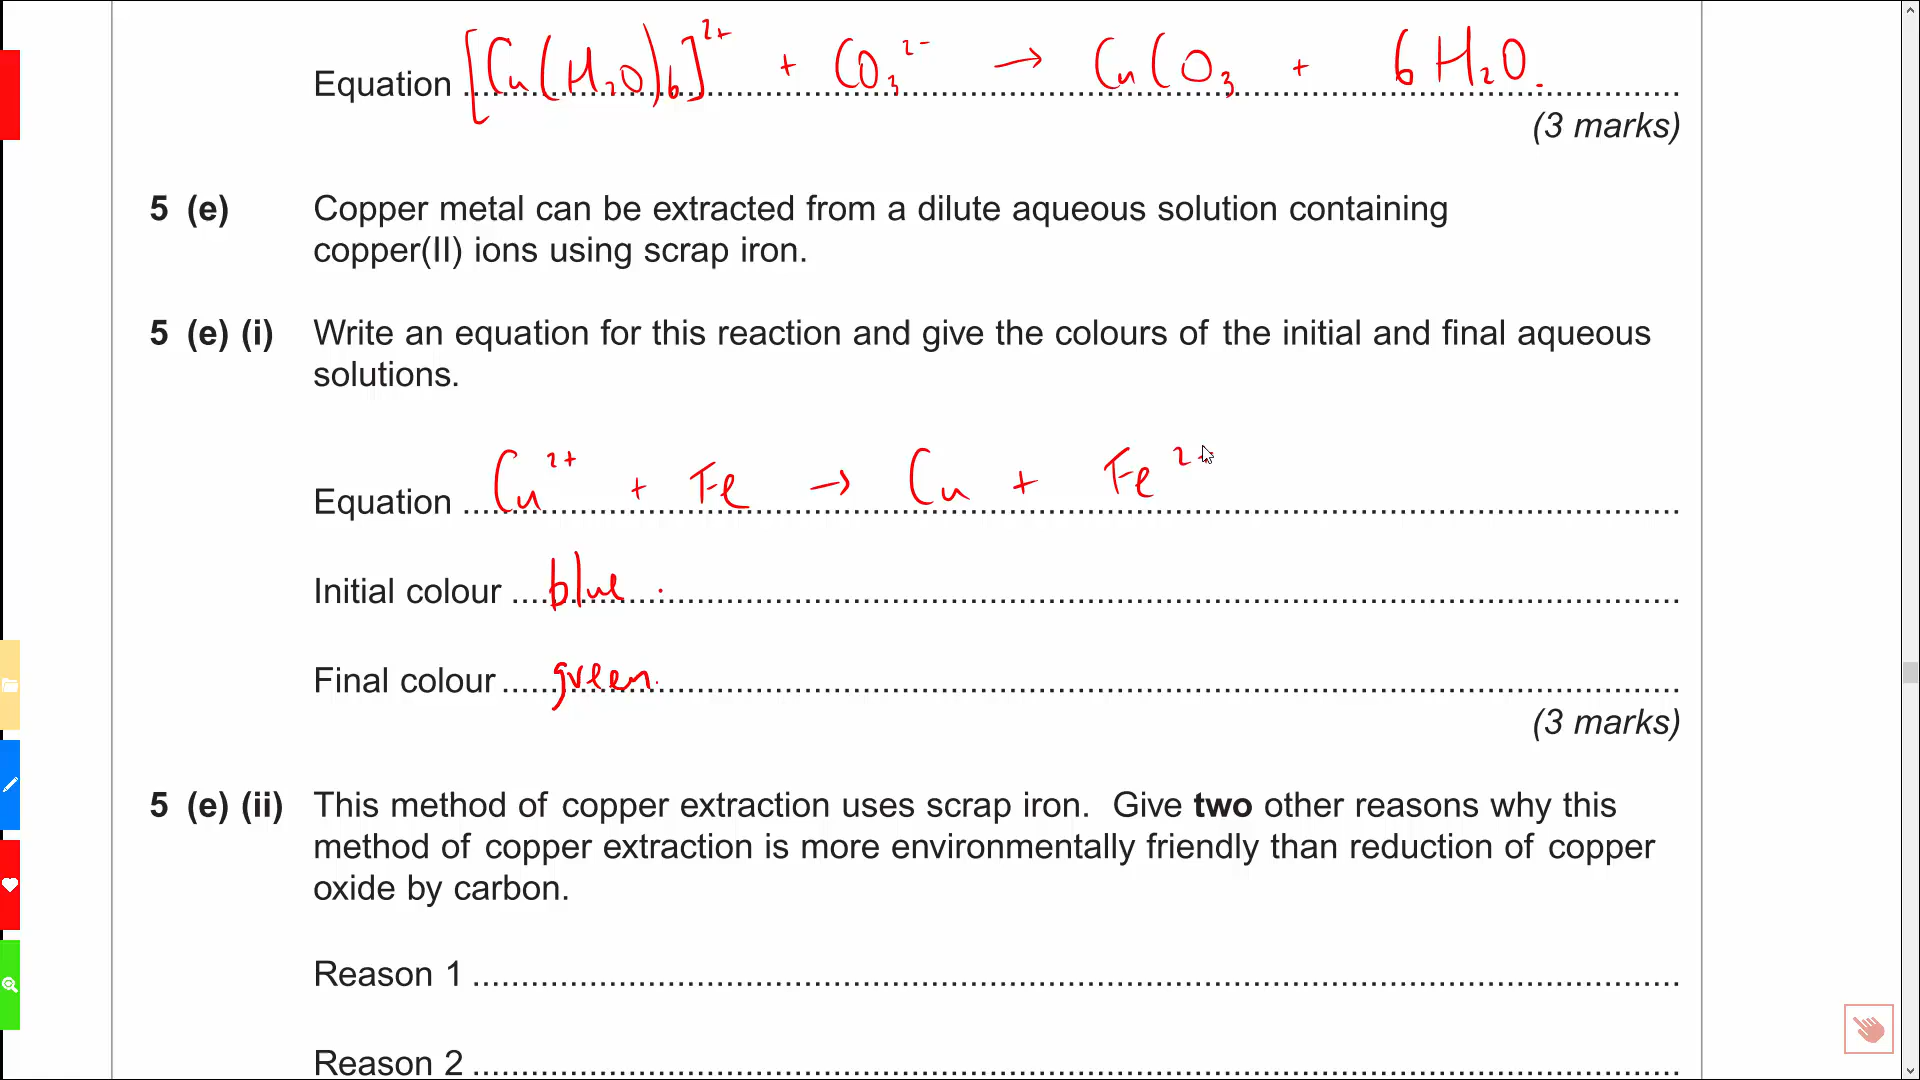 Equation [Cu(H₂O)₆]²⁺ + CO₃²⁻ → CuCO₃ + 6H₂O.
(3 marks)
5 (e) Copper metal can be extracted from a dilute aqueous solution containing
copper(II) ions using scrap iron.
5 (e) (i) Write an equation for this reaction and give the colours of the initial and final aqueous
solutions.
Equation Cu²⁺ + Fe → Cu + Fe²⁺
Initial colour blue.
Final colour green.
(3 marks)
5 (e) (ii) This method of copper extraction uses scrap iron. Give two other reasons why this
method of copper extraction is more environmentally friendly than reduction of copper
oxide by carbon.
Reason 1
Reason 2